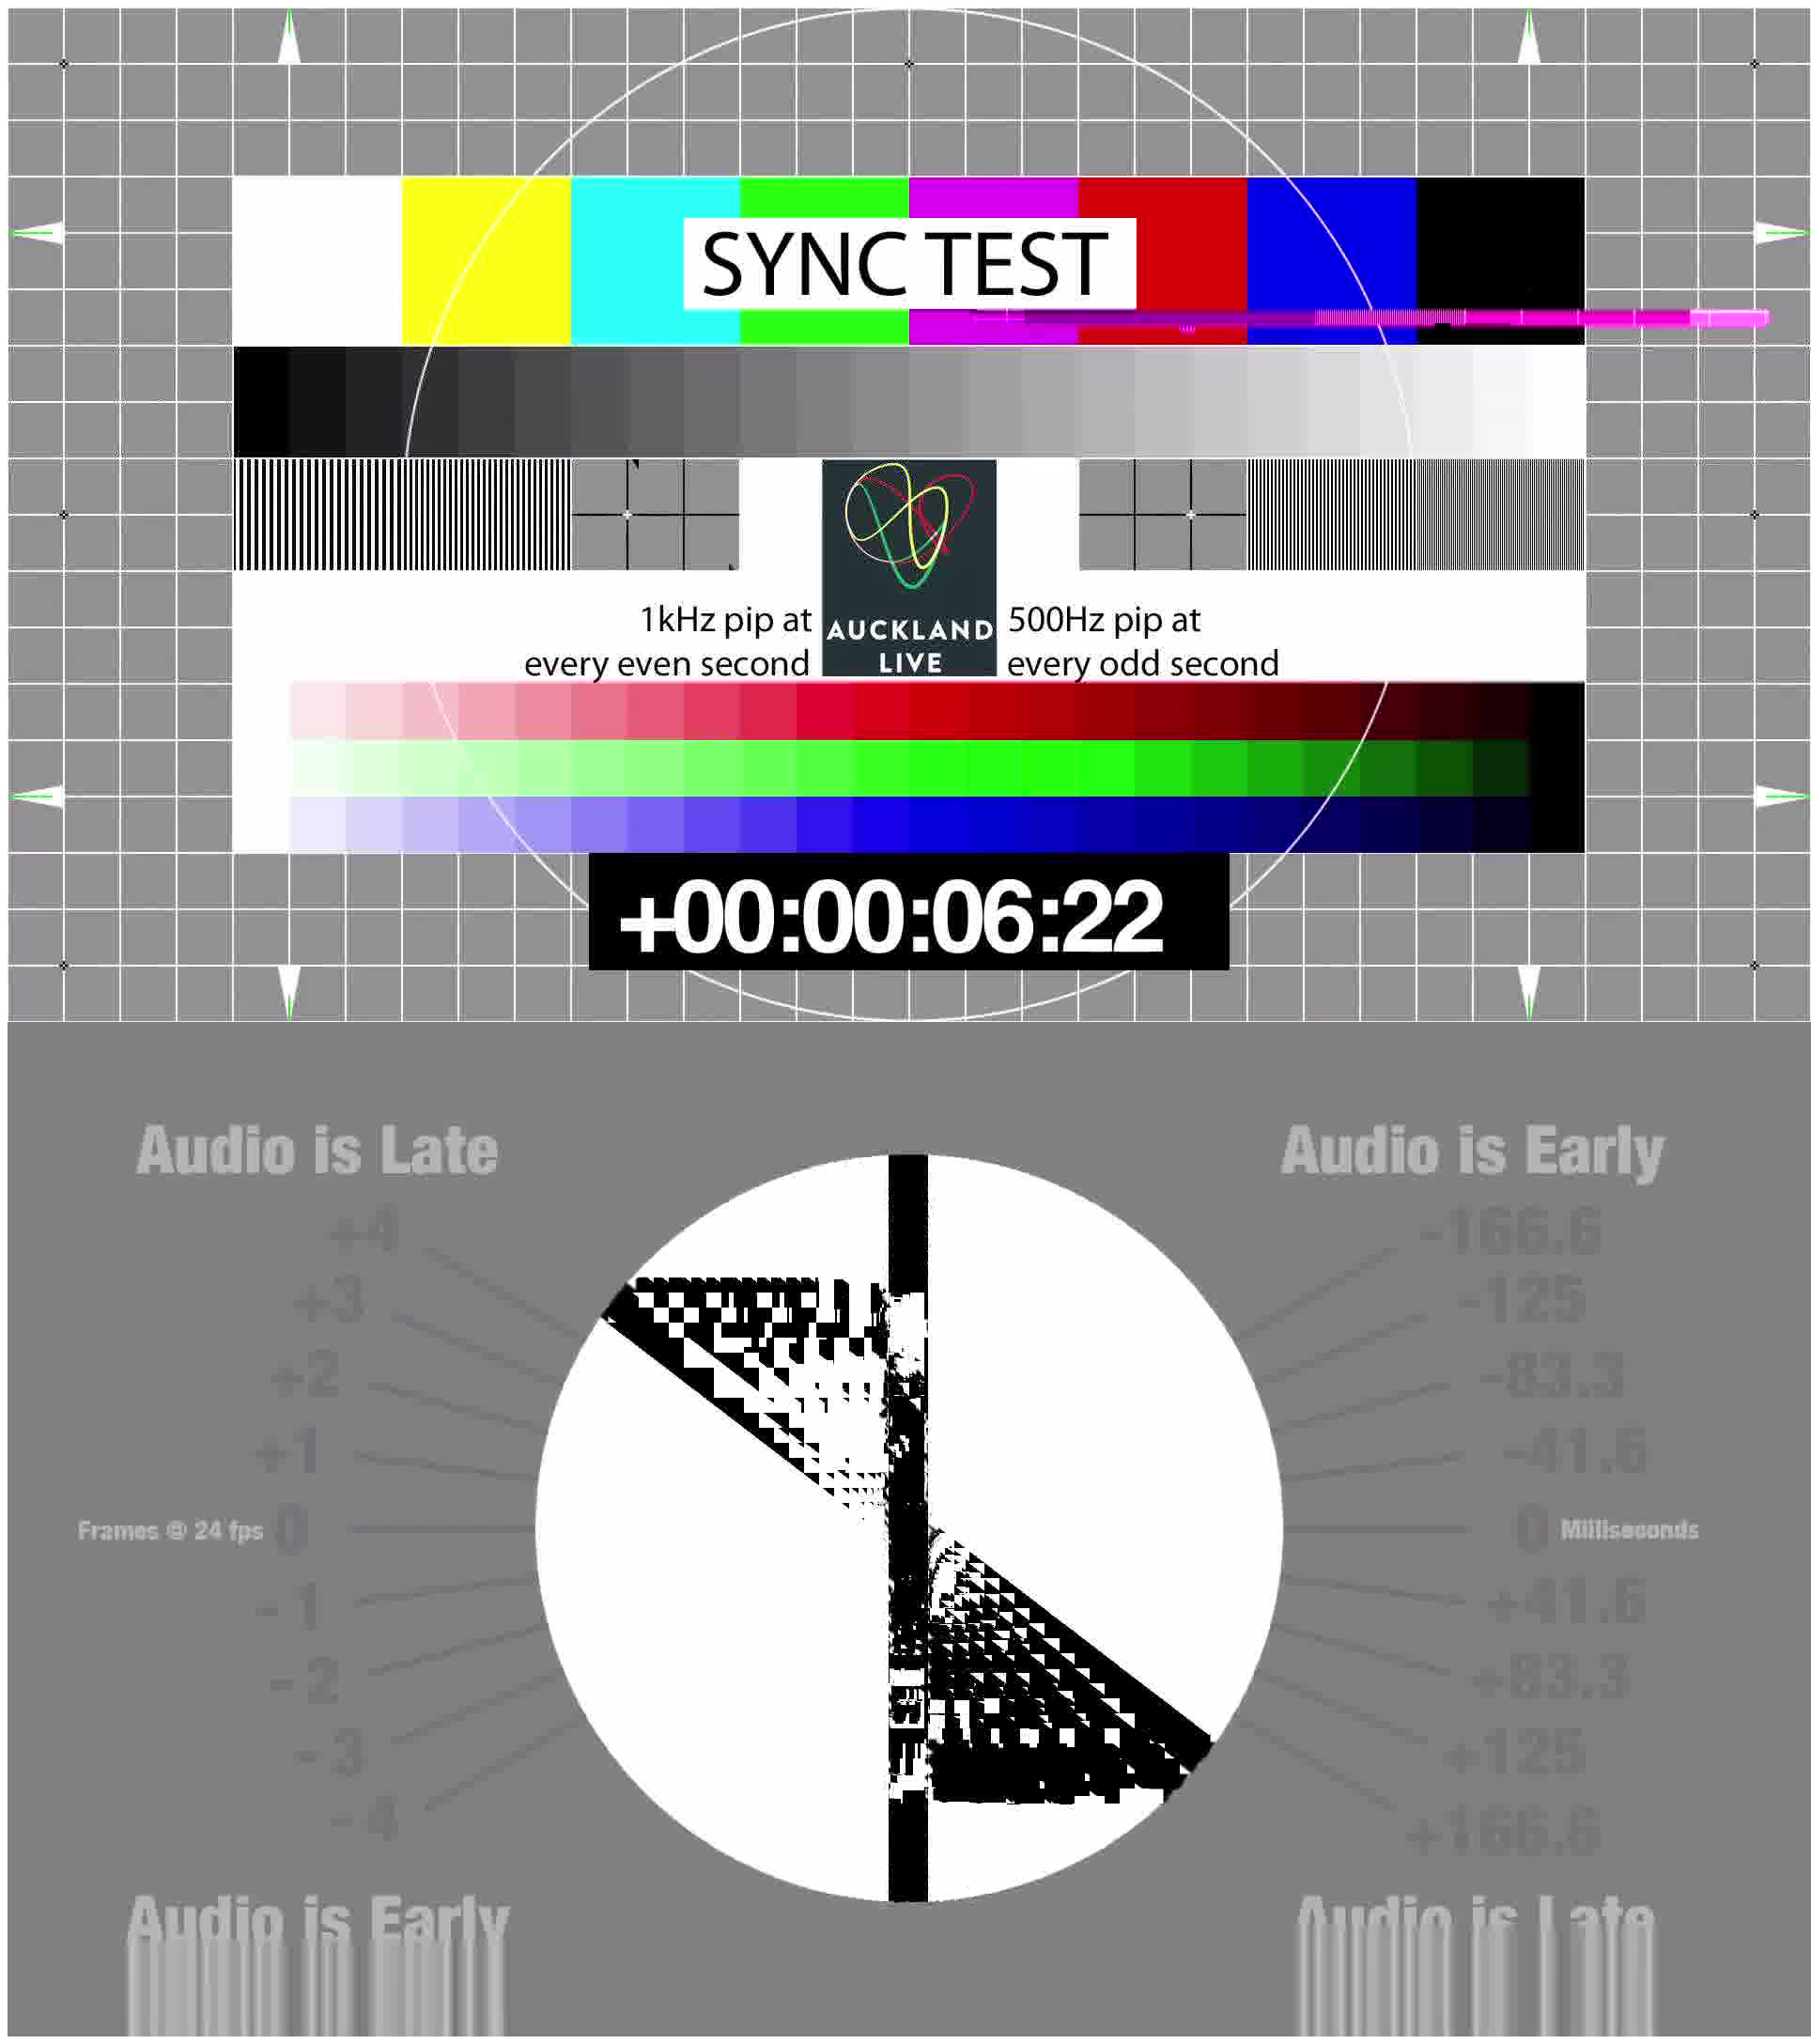 SYNC TEST
1kHz pip at
every even second
AUCKLAND
LIVE
500Hz pip at
every odd second
+00:00:06:22
Audio is Late
Audio is Early
+4
-166.6
+3
-125
+2
-83.3
+1
-41.6
Frames @ 24 fps 0
0 Milliseconds
-1
+41.6
-2
+83.3
-3
+125
-4
+166.6
Audio is Early
Audio is Late